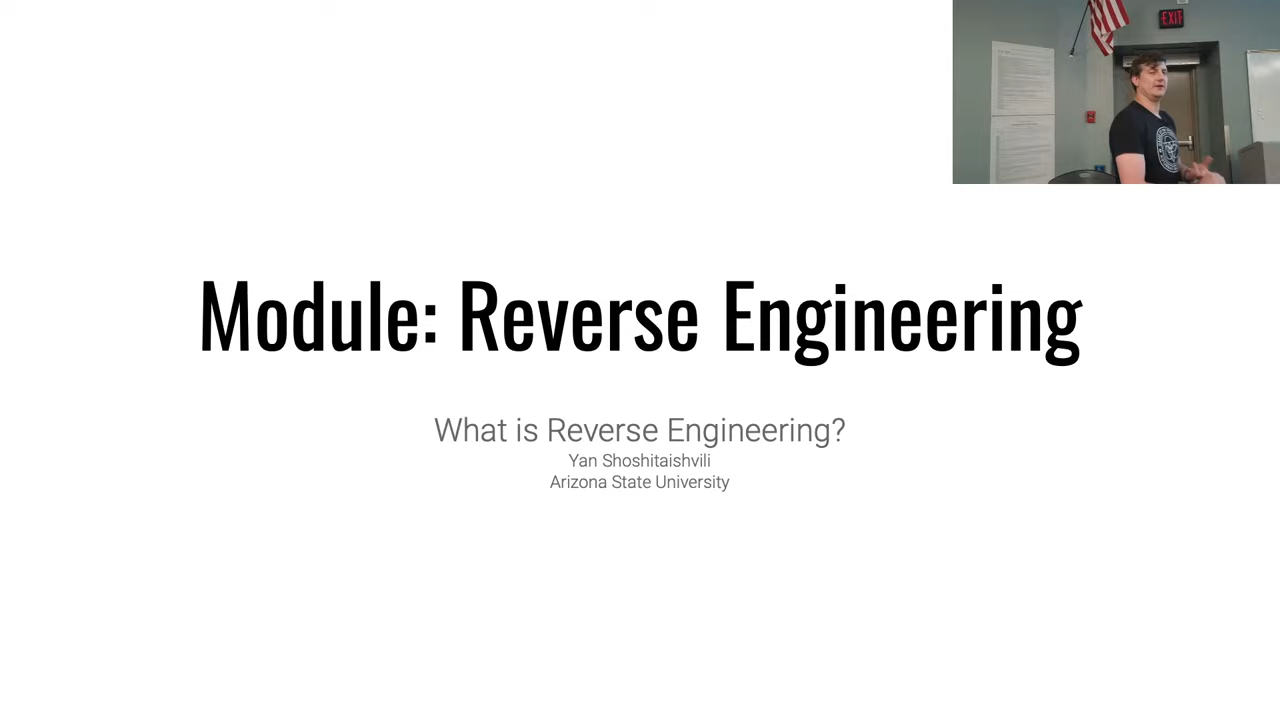 EXIT
Module: Reverse Engineering
What is Reverse Engineering?
Yan Shoshitaishvili
Arizona State University